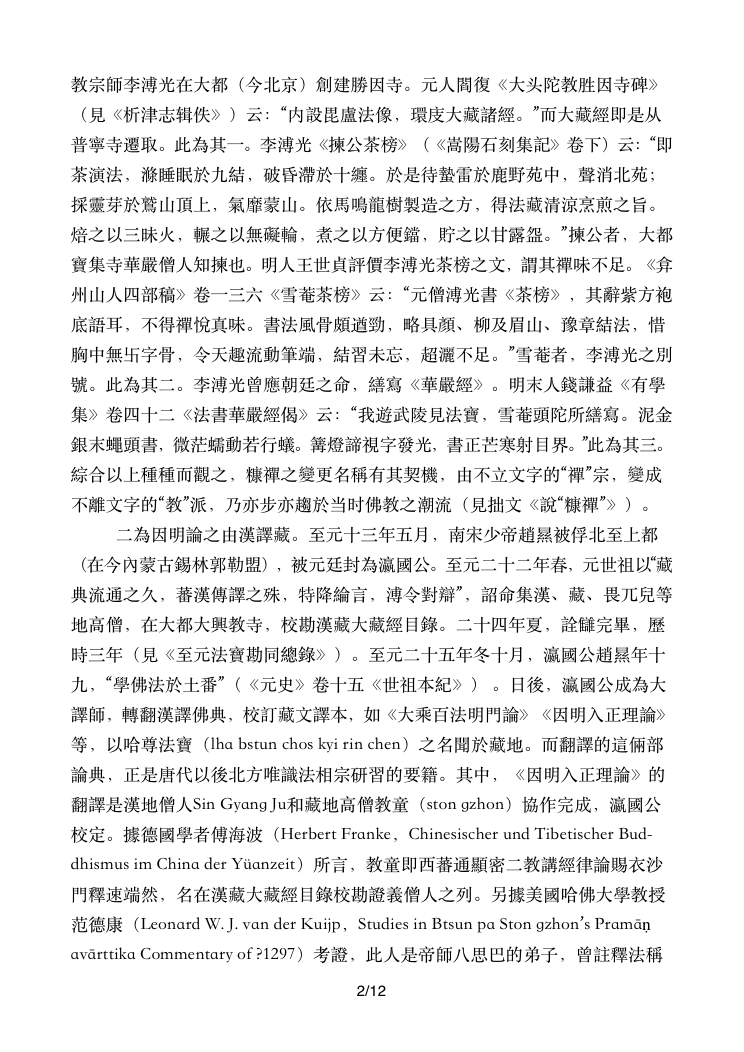 教宗師李溥光在大都（今北京）創建勝因寺。元人閻復《大头陀教胜因寺碑》
（見《析津志辑佚》）云：“内設毘盧法像，環庋大藏諸經。”而大藏經即是从
普寧寺遷取。此為其一。李溥光《揀公茶榜》（《嵩陽石刻集記》卷下）云：“即
茶演法，滌睡眠於九結，破昏滯於十纏。於是待蟄雷於鹿野苑中，聲消北苑；
採靈芽於鷲山頂上，氣靡蒙山。依馬鳴龍樹製造之方，得法藏清涼烹煎之旨。
焙之以三昧火，輾之以無礙輪，煮之以方便鐺，貯之以甘露盌。”揀公者，大都
寶集寺華嚴僧人知揀也。明人王世貞評價李溥光茶榜之文，謂其禪味不足。《弇
州山人四部稿》卷一三六《雪菴茶榜》云：“元僧溥光書《茶榜》，其辭紫方袍
底語耳，不得禪悅真味。書法風骨頗遒勁，略具顏、柳及眉山、豫章結法，惜
胸中無卐字骨，令天趣流動筆端，結習未忘，超灑不足。”雪菴者，李溥光之別
號。此為其二。李溥光曾應朝廷之命，繕寫《華嚴經》。明末人錢謙益《有學
集》卷四十二《法書華嚴經偈》云：“我遊武陵見法寶，雪菴頭陀所繕寫。泥金
銀末蠅頭書，微茫蠕動若行蟻。篝燈諦視字發光，書正芒寒射目界。”此為其三。
綜合以上種種而觀之，糠禪之變更名稱有其契機，由不立文字的“禪”宗，變成
不離文字的“教”派，乃亦步亦趨於当时佛教之潮流（見拙文《說“糠禪”》）。
二為因明論之由漢譯藏。至元十三年五月，南宋少帝趙㬎被俘北至上都
（在今內蒙古錫林郭勒盟），被元廷封為瀛國公。至元二十二年春，元世祖以“藏
典流通之久，蕃漢傳譯之殊，特降綸言，溥令對辯”，詔命集漢、藏、畏兀兒等
地高僧，在大都大興教寺，校勘漢藏大藏經目錄。二十四年夏，詮讎完畢，歷
時三年（見《至元法寶勘同總錄》）。至元二十五年冬十月，瀛國公趙㬎年十
九，“學佛法於土番”（《元史》卷十五《世祖本紀》）。日後，瀛國公成為大
譯師，轉翻漢譯佛典，校訂藏文譯本，如《大乘百法明門論》《因明入正理論》
等，以哈尊法寶（lha bstun chos kyi rin chen）之名聞於藏地。而翻譯的這倆部
論典，正是唐代以後北方唯識法相宗研習的要籍。其中，《因明入正理論》的
翻譯是漢地僧人Sin Gyang Ju和藏地高僧教童（ston gzhon）協作完成，瀛國公
校定。據德國學者傅海波（Herbert Franke，Chinesischer und Tibetischer Bud-
dhismus im China der Yüanzeit）所言，教童即西蕃通顯密二教講經律論賜衣沙
門釋速端然，名在漢藏大藏經目錄校勘證義僧人之列。另據美國哈佛大學教授
范德康（Leonard W. J. van der Kuijp，Studies in Btsun pa Ston gzhon’s Pramāṇ
avārttika Commentary of ?1297）考證，此人是帝師八思巴的弟子，曾註釋法稱
2/12